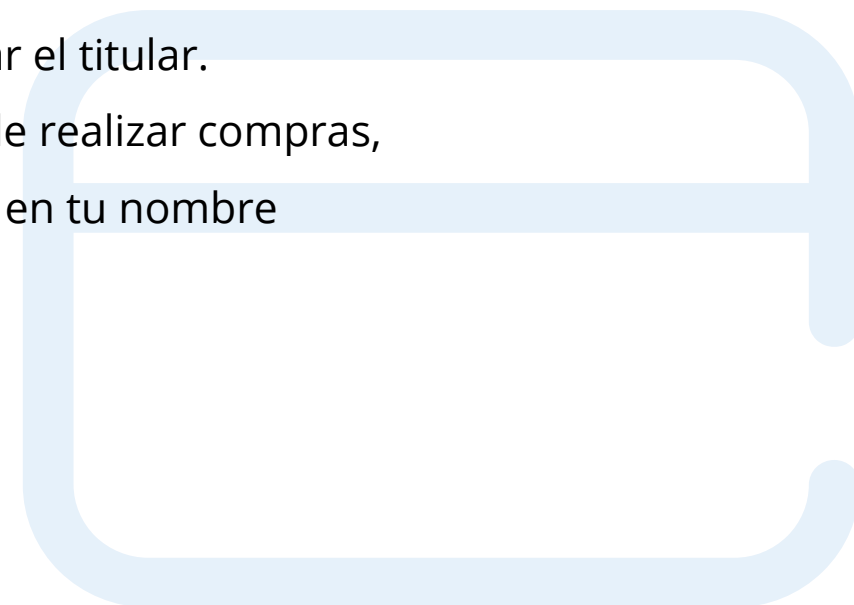 r el titular.
e realizar compras,
en tu nombre